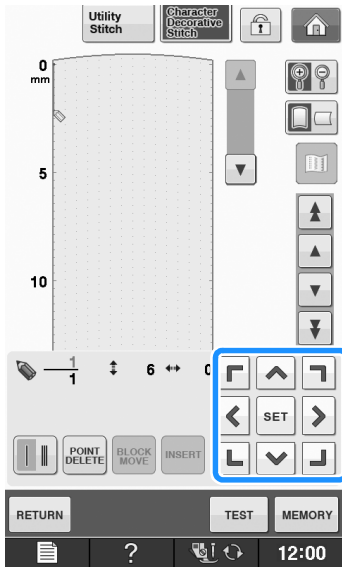 Utility
Stitch
Character
Decorative
Stitch
0
mm
5
10
1
1
6
0
SET
POINT
DELETE
BLOCK
MOVE
INSERT
RETURN
TEST
MEMORY
?
12:00